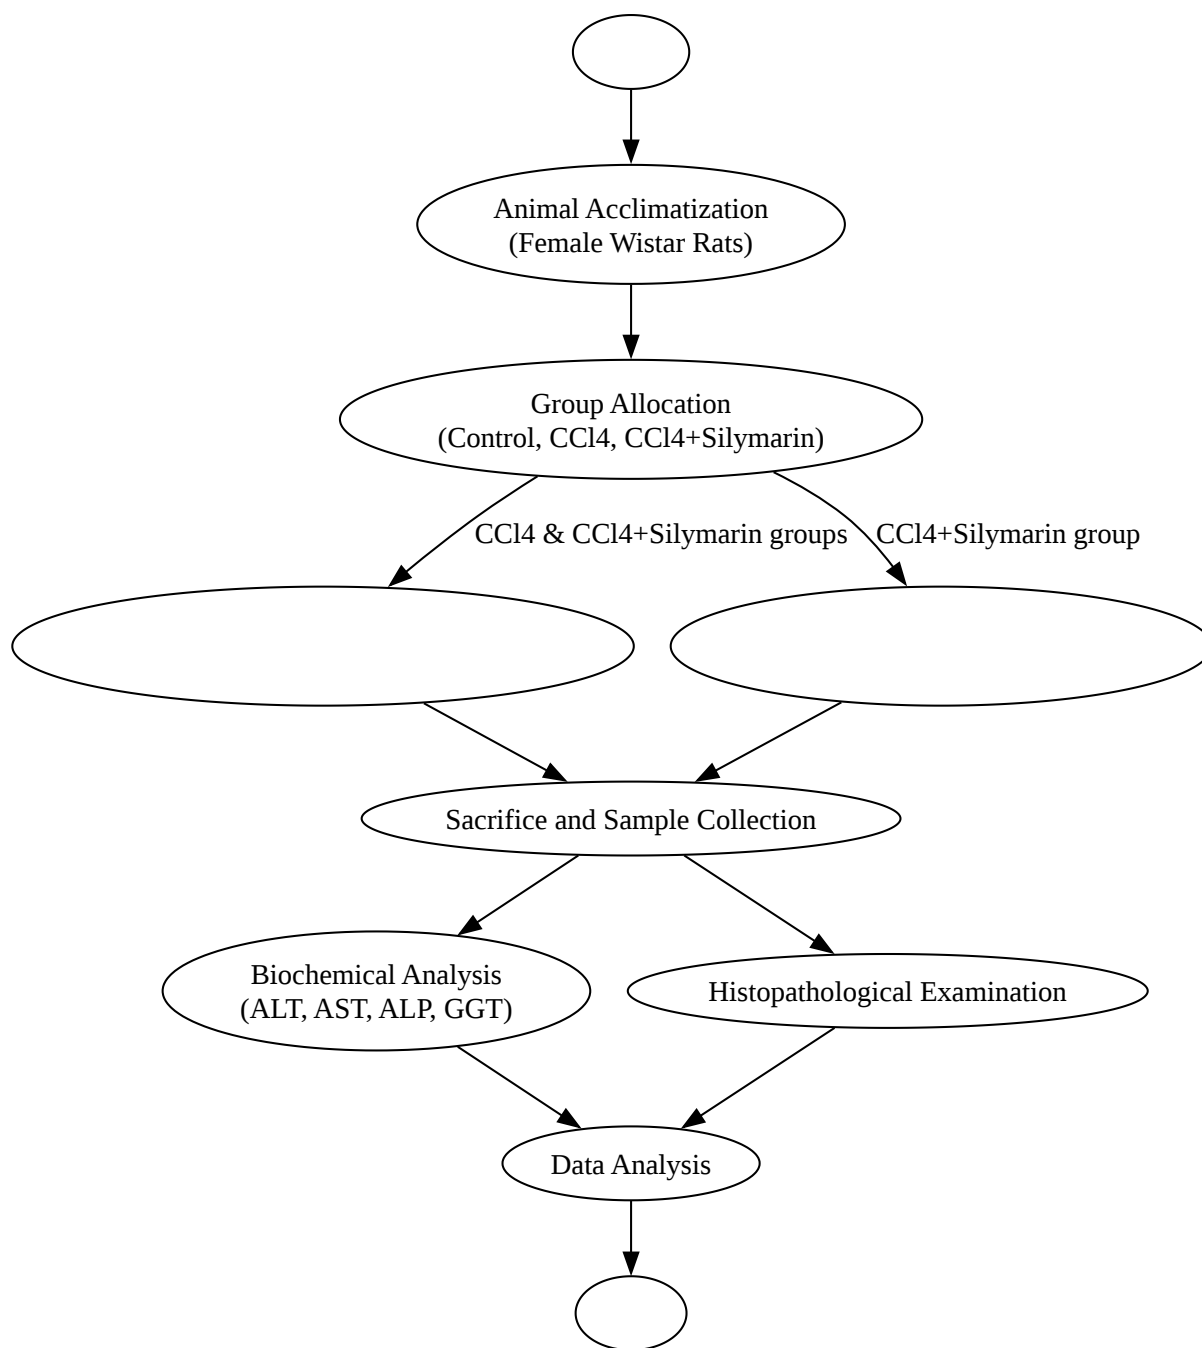 Animal Acclimatization
(Female Wistar Rats)
Group Allocation
(Control, CCl4, CCl4+Silymarin)
CCl4 & CCl4+Silymarin groups
CCl4+Silymarin group
Sacrifice and Sample Collection
Biochemical Analysis
(ALT, AST, ALP, GGT)
Histopathological Examination
Data Analysis